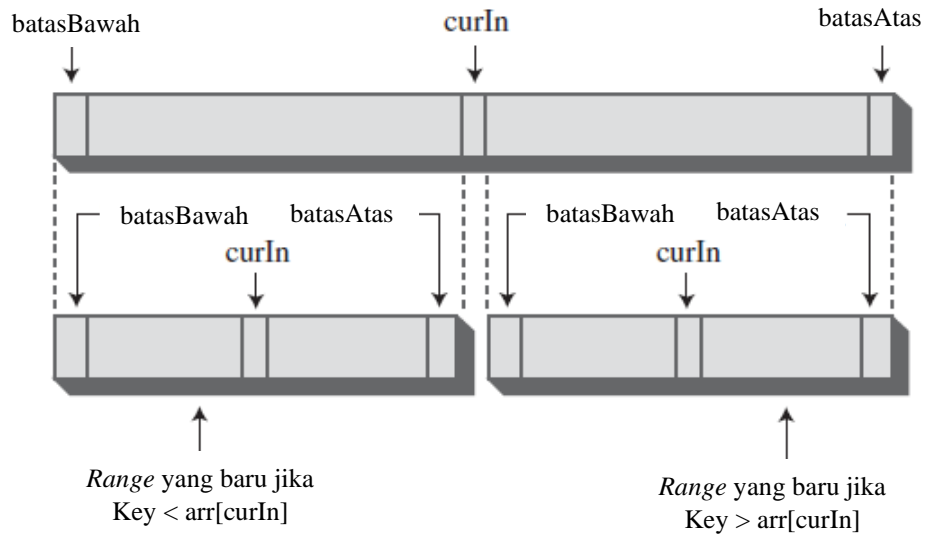 batasBawah
curIn
batasAtas
batasBawah
batasAtas
curIn
batasBawah
batasAtas
curIn
Range yang baru jika
Key < arr[curIn]
Range yang baru jika
Key > arr[curIn]